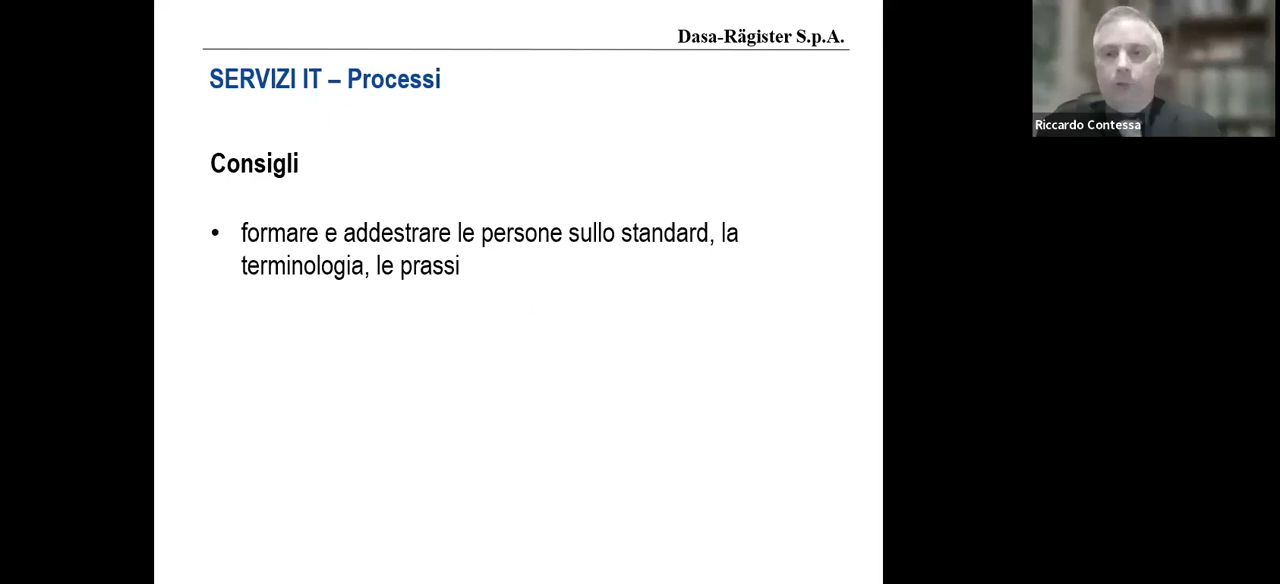 Dasa-Rägister S.p.A.
SERVIZI IT – Processi
Consigli
• formare e addestrare le persone sullo standard, la
terminologia, le prassi
Riccardo Contessa